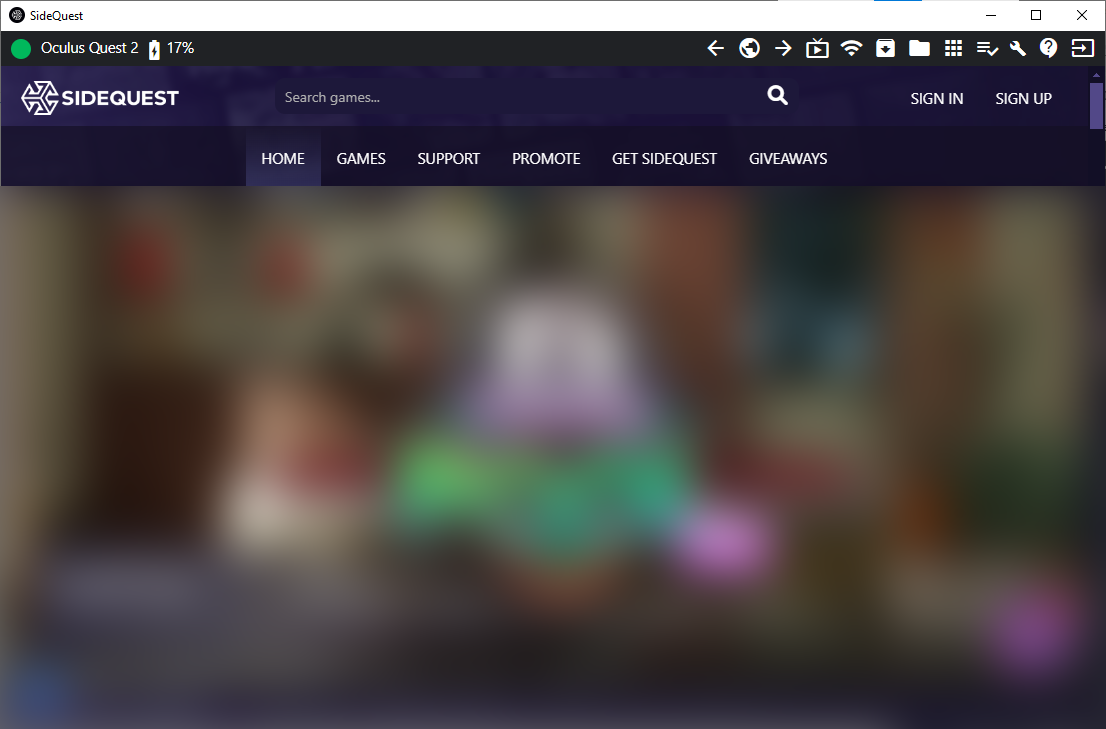 SideQuest
Oculus Quest 2 17%
SIDEQUEST
Search games...
SIGN IN SIGN UP
HOME GAMES SUPPORT PROMOTE GET SIDEQUEST GIVEAWAYS